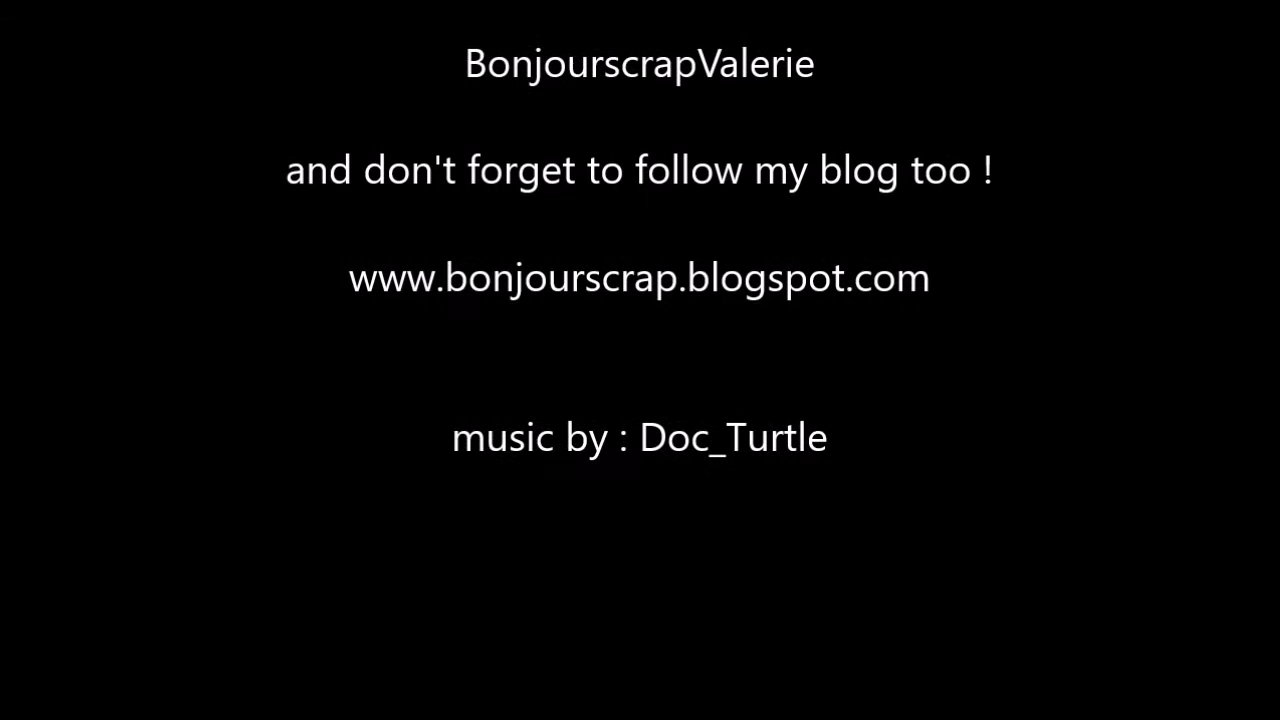 BonjourscrapValerie
and don't forget to follow my blog too !
www.bonjourscrap.blogspot.com
music by : Doc_Turtle